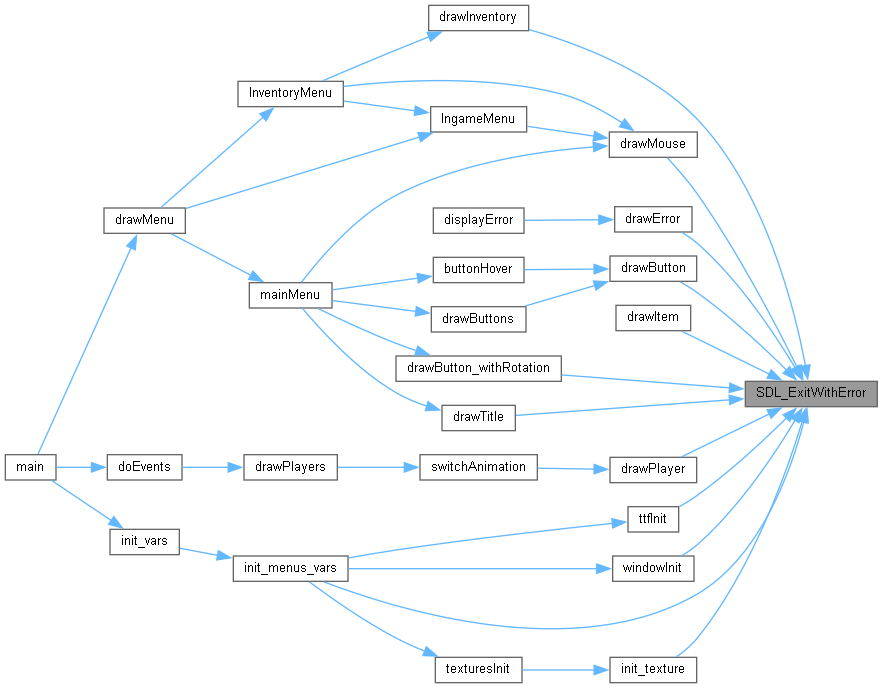 drawInventory
InventoryMenu
IngameMenu
drawMouse
drawMenu
displayError
drawError
buttonHover
drawButton
mainMenu
drawButtons
drawItem
drawButton_withRotation
SDL_ExitWithError
drawTitle
main
doEvents
drawPlayers
switchAnimation
drawPlayer
ttfInit
init_vars
init_menus_vars
windowInit
texturesInit
init_texture